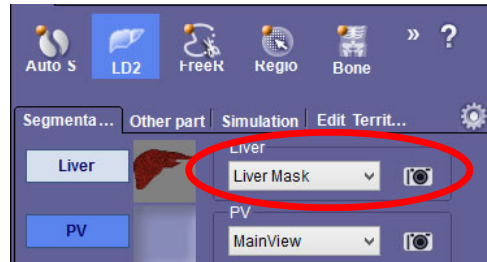 » ?
Auto S LD2 FreeR Regio Bone
Segmenta... Other part Simulation Edit Territ...
Liver
Liver Liver Mask
PV
PV MainView